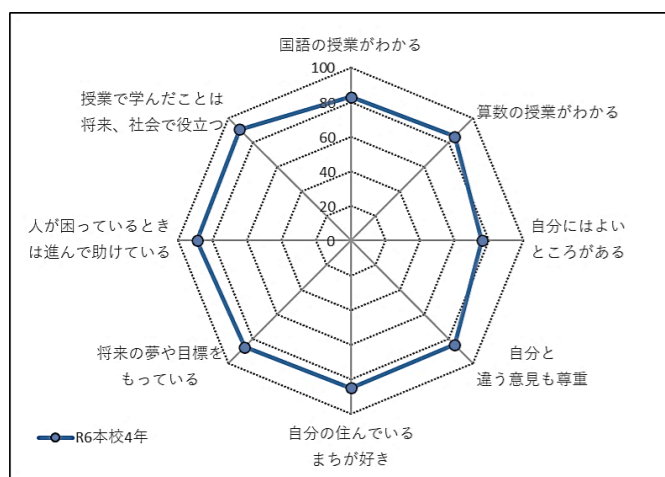 国語の授業がわかる
算数の授業がわかる
自分にはよい
ところがある
自分と
違う意見も尊重
自分の住んでいる
まちが好き
将来の夢や目標を
もっている
人が困っているとき
は進んで助けている
授業で学んだことは
将来、社会で役立つ
100
80
60
40
20
0
R6本校4年